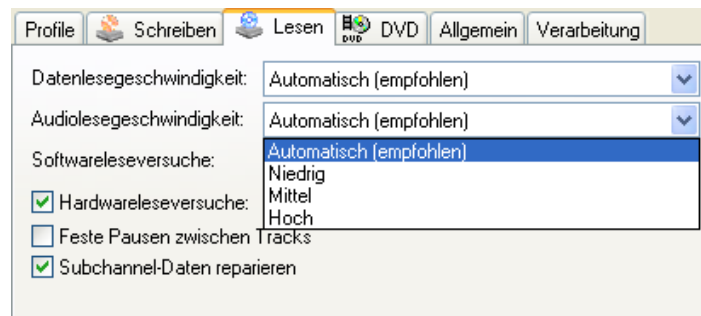 Profile Schreiben Lesen DVD DVD Allgemein Verarbeitung
Datenlesegeschwindigkeit: Automatisch (empfohlen)
Audiolesegeschwindigkeit: Automatisch (empfohlen)
Softwareleseversuche: Automatisch (empfohlen)
Niedrig
Hardwareleseversuche: Mittel
Hoch
Feste Pausen zwischen Tracks
Subchannel-Daten reparieren